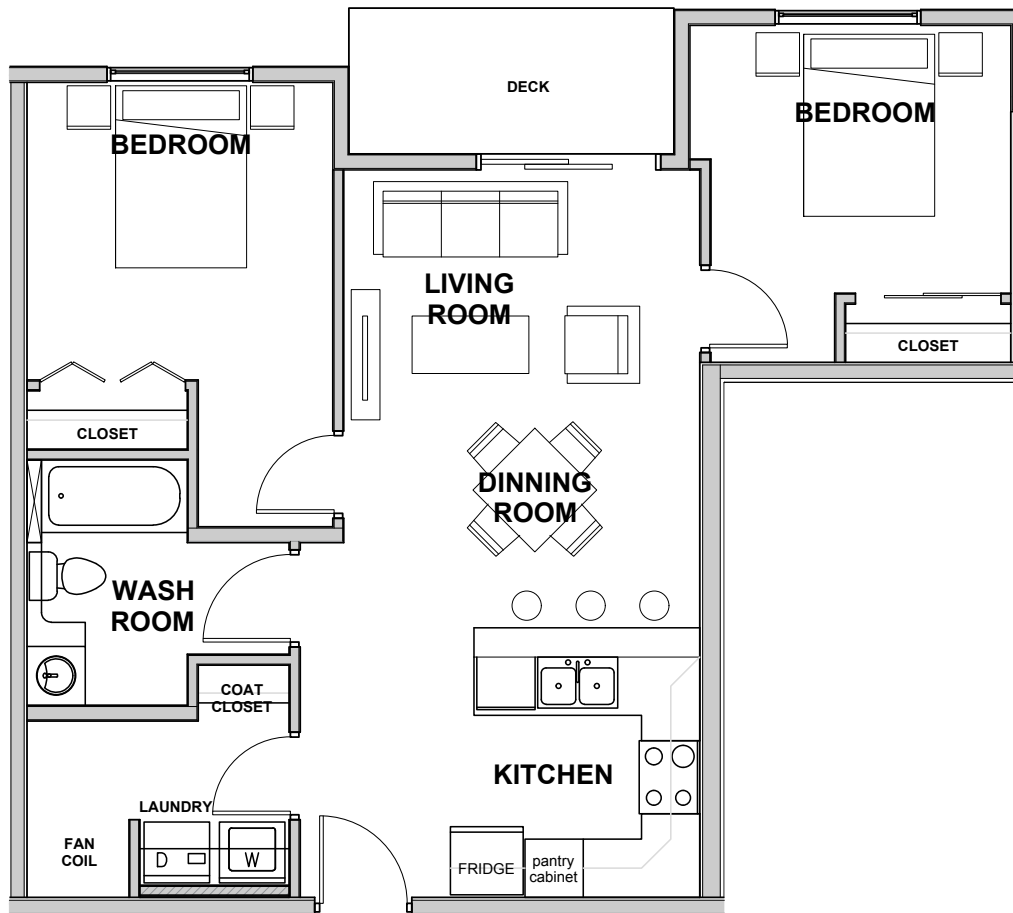 DECK
BEDROOM
BEDROOM
LIVING
ROOM
CLOSET
CLOSET
DINNING
ROOM
WASH
ROOM
COAT
CLOSET
KITCHEN
LAUNDRY
FAN
COIL
D
W
FRIDGE
pantry
cabinet